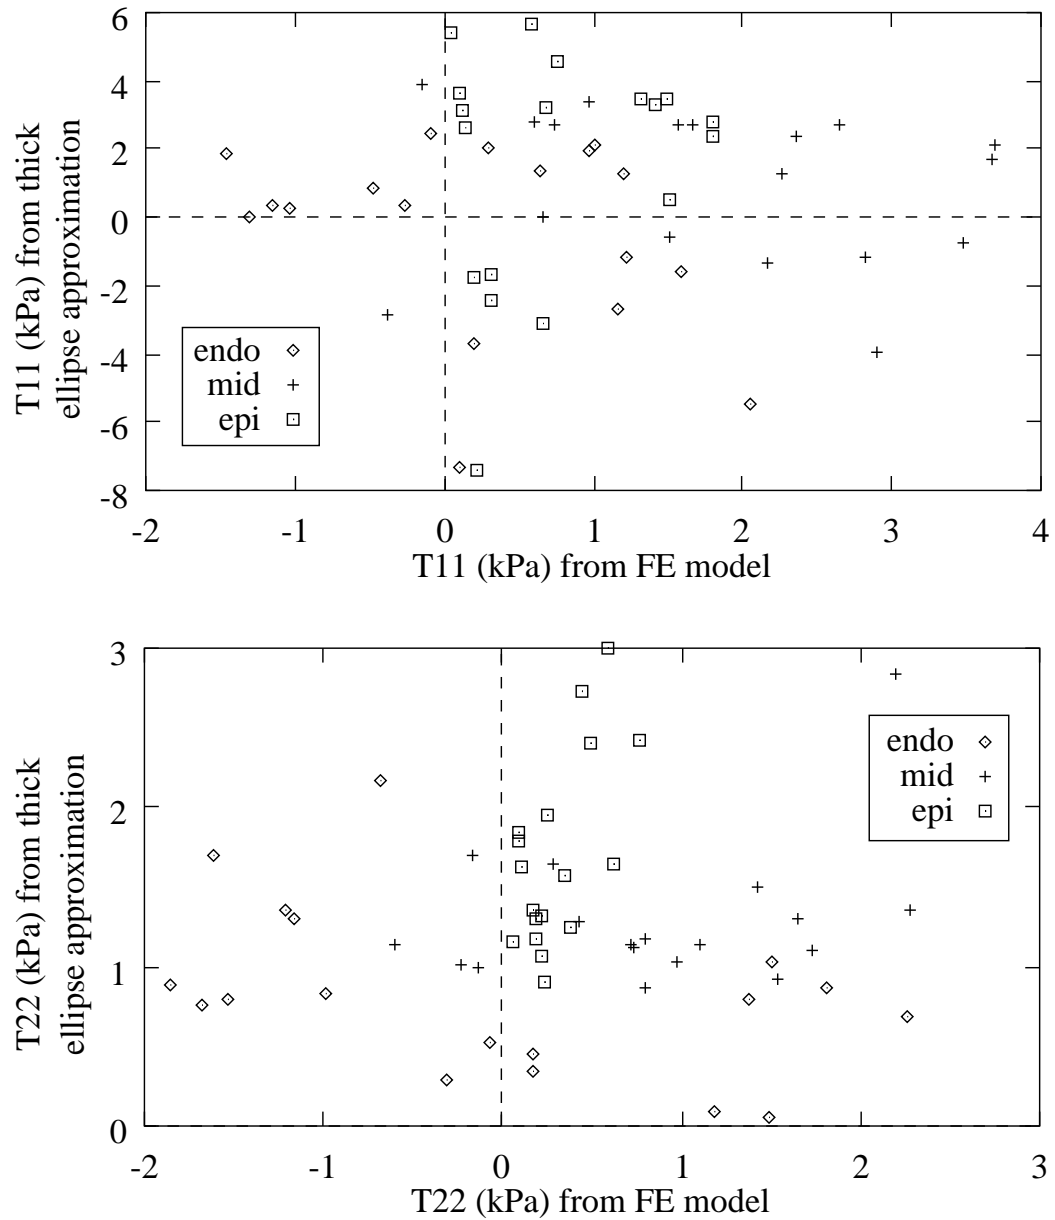 6
4
2
0
-2
-4
-6
-8
T11 (kPa) from thick
ellipse approximation
endo
mid
epi
-2 -1 0 1 2 3 4
T11 (kPa) from FE model
3
2
1
0
T22 (kPa) from thick
ellipse approximation
endo
mid
epi
-2 -1 0 1 2 3
T22 (kPa) from FE model